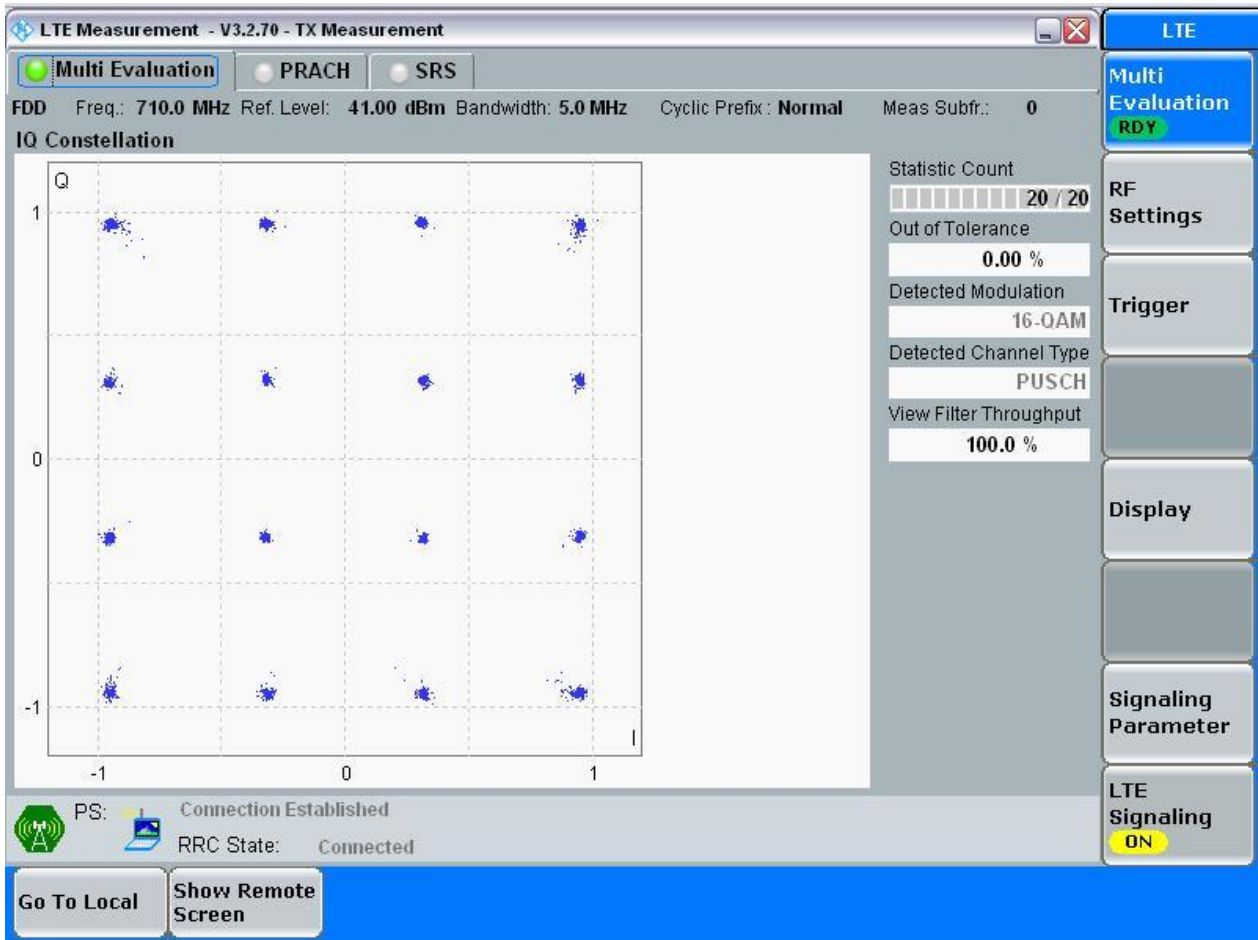 LTE Measurement - V3.2.70 - TX Measurement
LTE
Multi Evaluation PRACH SRS
FDD Freq.: 710.0 MHz Ref. Level: 41.00 dBm Bandwidth: 5.0 MHz Cyclic Prefix : Normal Meas Subfr.: 0
IQ Constellation
Q
1
0
-1
I
-1 0 1
Statistic Count
20 / 20
Out of Tolerance
0.00 %
Detected Modulation
16-QAM
Detected Channel Type
PUSCH
View Filter Throughput
100.0 %
Multi
Evaluation
RDY
RF
Settings
Trigger
Display
Signaling
Parameter
LTE
Signaling
ON
PS: Connection Established
RRC State: Connected
Go To Local
Show Remote
Screen